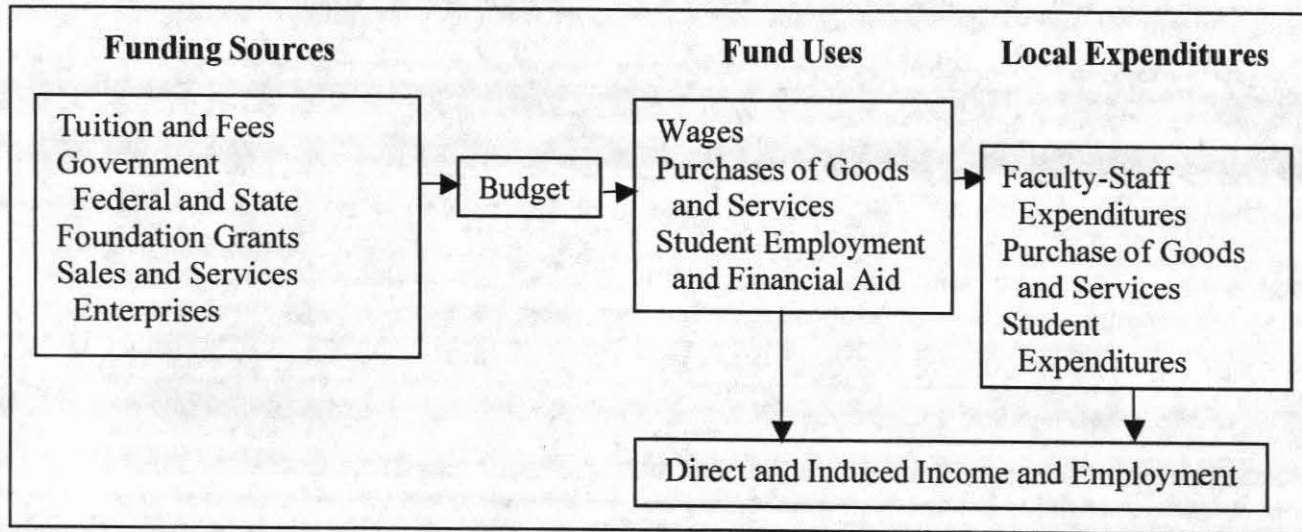 Funding Sources
Tuition and Fees
Government
Federal and State
Foundation Grants
Sales and Services
Enterprises
Budget
Fund Uses
Wages
Purchases of Goods
and Services
Student Employment
and Financial Aid
Local Expenditures
Faculty-Staff
Expenditures
Purchase of Goods
and Services
Student
Expenditures
Direct and Induced Income and Employment